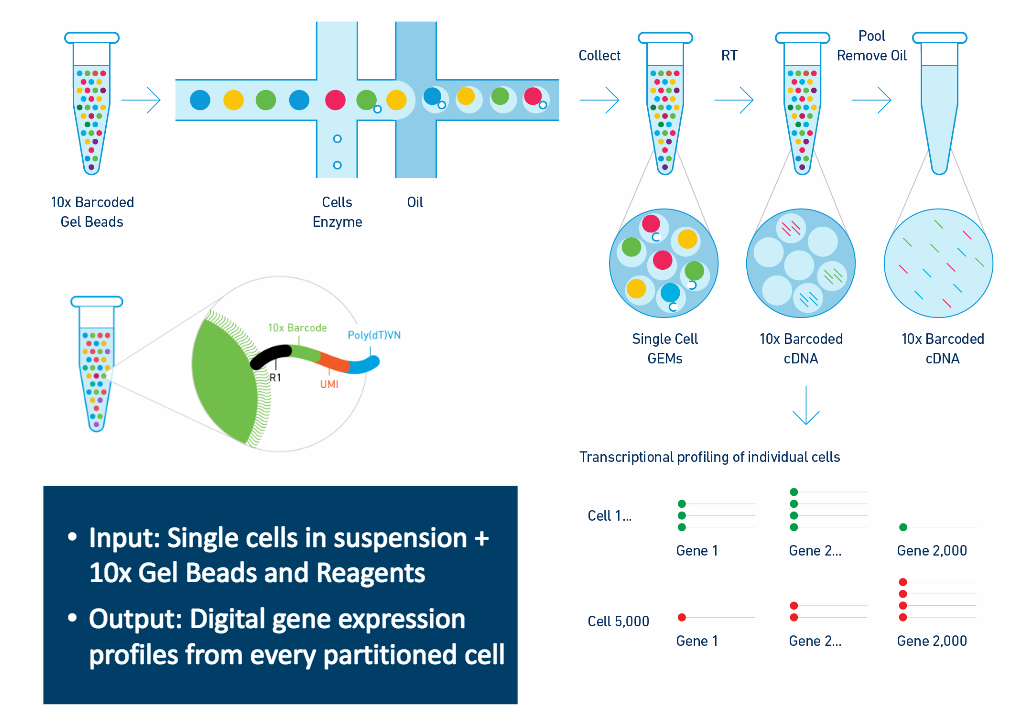 Collect
RT
Pool
Remove Oil
10x Barcoded
Gel Beads
Cells
Enzyme
Oil
Single Cell
GEMs
10x Barcoded
cDNA
10x Barcoded
cDNA
10x Barcode
Poly(dT)VN
R1
UMI
Transcriptional profiling of individual cells
Cell 1...
Gene 1
Gene 2...
Gene 2,000
Cell 5,000
Gene 1
Gene 2...
Gene 2,000
• Input: Single cells in suspension +
10x Gel Beads and Reagents
• Output: Digital gene expression
profiles from every partitioned cell